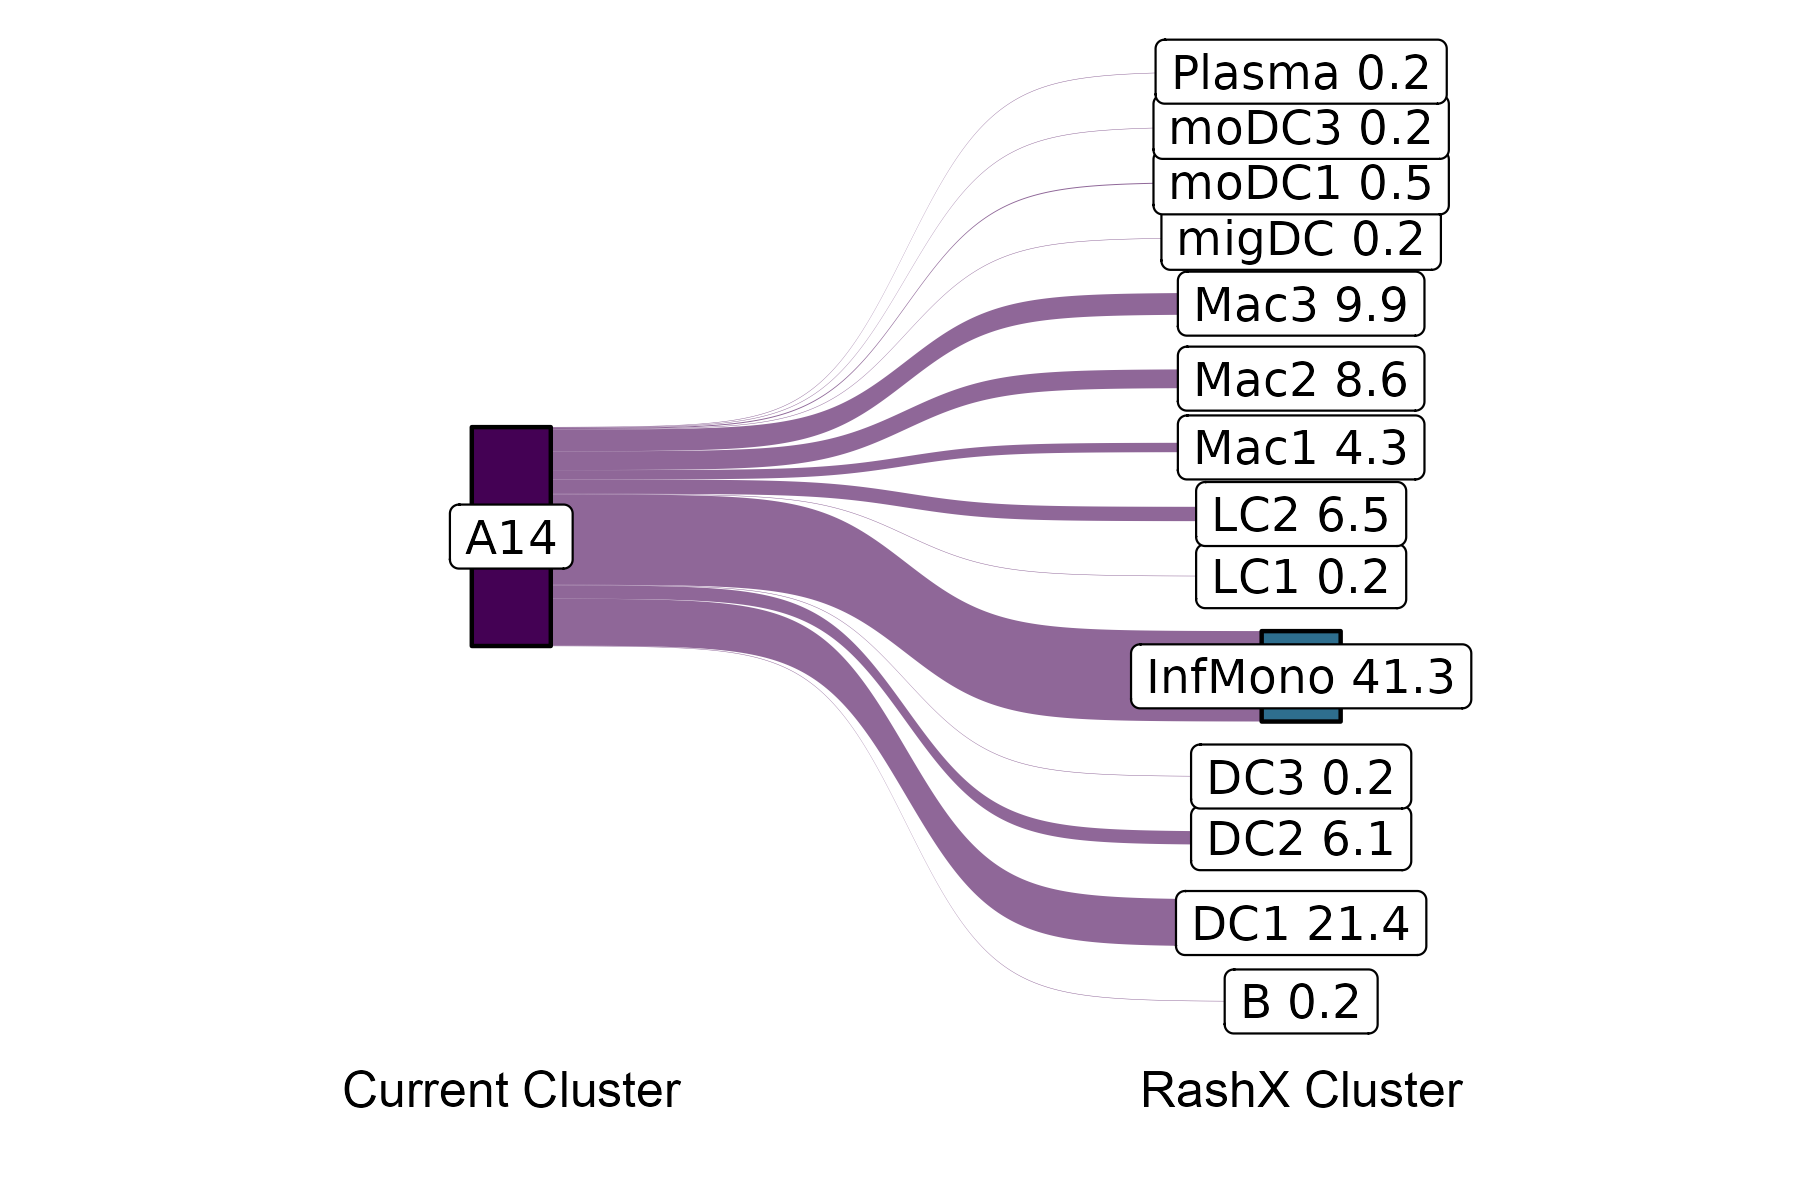 Plasma 0.2
moDC3 0.2
moDC1 0.5
migDC 0.2
Mac3 9.9
Mac2 8.6
Mac1 4.3
LC2 6.5
A14
LC1 0.2
InfMono 41.3
DC3 0.2
DC2 6.1
DC1 21.4
B 0.2
Current Cluster
RashX Cluster